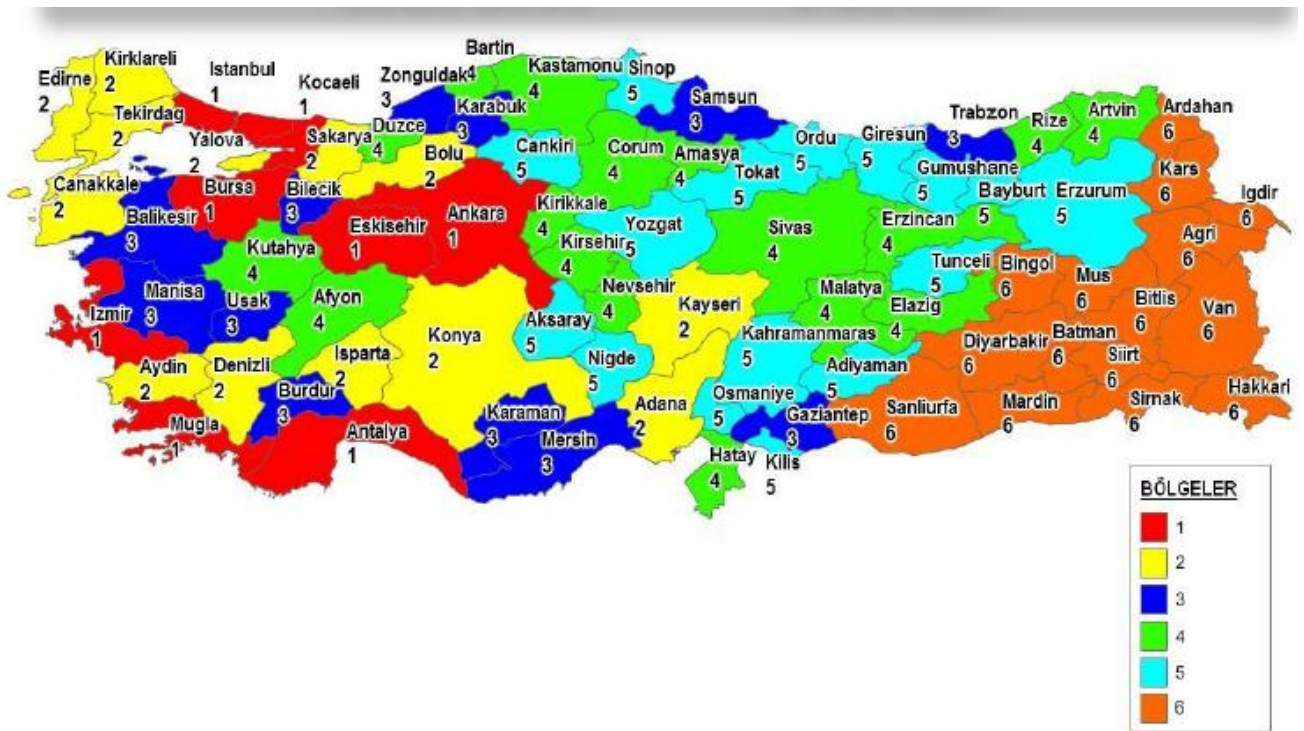 Edirne
2
Kirklareli
2
Tekirdag
2
Istanbul
1
Kocaeli
1
Yalova
2
Sakarya
2
Duzce
4
Zonguldak
3
Bartin
4
Karabuk
3
Kastamonu
4
Sinop
5
Samsun
3
Bolu
2
Cankiri
5
Corum
4
Amasya
4
Tokat
5
Ordu
5
Giresun
5
Trabzon
3
Gumushane
5
Rize
4
Artvin
4
Ardahan
6
Kars
6
Igdir
6
Bayburt
5
Erzurum
5
Agri
6
Canakkale
2
Balikesir
3
Bursa
1
Bilecik
3
Eskisehir
1
Ankara
1
Kirikkale
4
Kirsehir
4
Yozgat
5
Sivas
4
Erzincan
4
Tunceli
5
Bingol
6
Mus
6
Bitlis
6
Van
6
Kutahya
4
Manisa
3
Usak
3
Afyon
4
Izmir
1
Konya
2
Aksaray
5
Nevsehir
4
Kayseri
2
Malatya
4
Elazig
4
Diyarbakir
6
Batman
6
Siirt
6
Hakkari
6
Aydin
2
Denizli
2
Isparta
2
Burdur
3
Nigde
5
Kahramanmaras
5
Adiyaman
5
Osmaniye
5
Adana
2
Gaziantep
3
Sanliurfa
6
Mardin
6
Sirnak
6
Mugla
1
Antalya
1
Karaman
3
Mersin
3
Hatay
4
Kilis
5
BÖLGELER
1
2
3
4
5
6